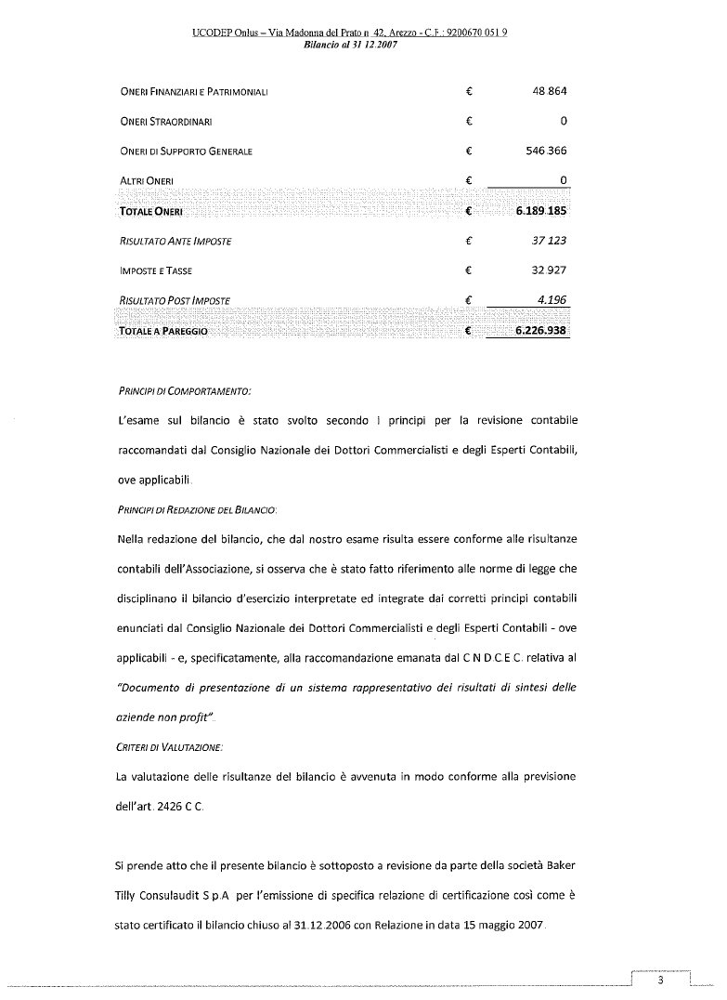 UCODEP Onlus – Via Madonna del Prato n 42, Arezzo - C.F.: 9200670 051 9
Bilancio al 31 12.2007
ONERI FINANZIARI E PATRIMONIALI € 48.864
ONERI STRAORDINARI € 0
ONERI DI SUPPORTO GENERALE € 546.366
ALTRI ONERI € 0
TOTALE ONERI € 6.189.185
RISULTATO ANTE IMPOSTE € 37 123
IMPOSTE E TASSE € 32.927
RISULTATO POST IMPOSTE € 4.196
TOTALE A PAREGGIO € 6.226.938
PRINCIPI DI COMPORTAMENTO:
L'esame sul bilancio è stato svolto secondo i principi per la revisione contabile
raccomandati dal Consiglio Nazionale dei Dottori Commercialisti e degli Esperti Contabili,
ove applicabili.
PRINCIPI DI REDAZIONE DEL BILANCIO:
Nella redazione del bilancio, che dal nostro esame risulta essere conforme alle risultanze
contabili dell'Associazione, si osserva che è stato fatto riferimento alle norme di legge che
disciplinano il bilancio d'esercizio interpretate ed integrate dai corretti principi contabili
enunciati dal Consiglio Nazionale dei Dottori Commercialisti e degli Esperti Contabili - ove
applicabili - e, specificatamente, alla raccomandazione emanata dal C N D.C.E C. relativa al
"Documento di presentazione di un sistema rappresentativo dei risultati di sintesi delle
aziende non profit".
CRITERI DI VALUTAZIONE:
La valutazione delle risultanze del bilancio è avvenuta in modo conforme alla previsione
dell'art. 2426 C C.
Si prende atto che il presente bilancio è sottoposto a revisione da parte della società Baker
Tilly Consulaudit S p.A per l'emissione di specifica relazione di certificazione così come è
stato certificato il bilancio chiuso al 31.12.2006 con Relazione in data 15 maggio 2007.
3